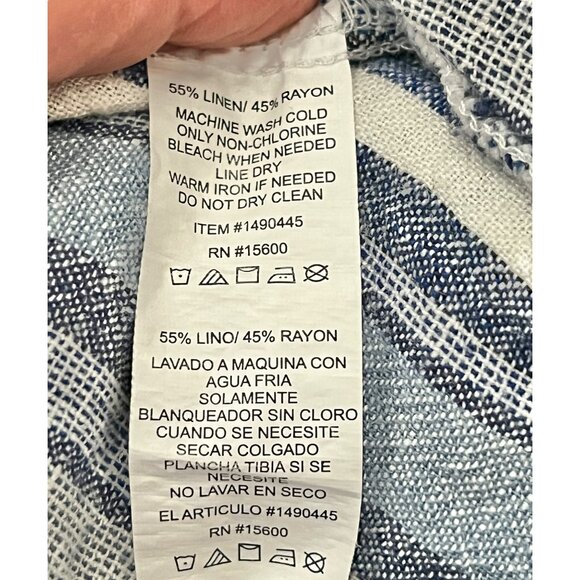 55% LINEN/ 45% RAYON
MACHINE WASH COLD
ONLY NON-CHLORINE
BLEACH WHEN NEEDED
LINE DRY
WARM IRON IF NEEDED
DO NOT DRY CLEAN
ITEM #1490445
RN #15600
55% LINO/ 45% RAYON
LAVADO A MAQUINA CON
AGUA FRIA
SOLAMENTE
BLANQUEADOR SIN CLORO
CUANDO SE NECESITE
SECAR COLGADO
PLANCHA TIBIA SI SE
NECESITE
NO LAVAR EN SECO
EL ARTICULO #1490445
RN #15600